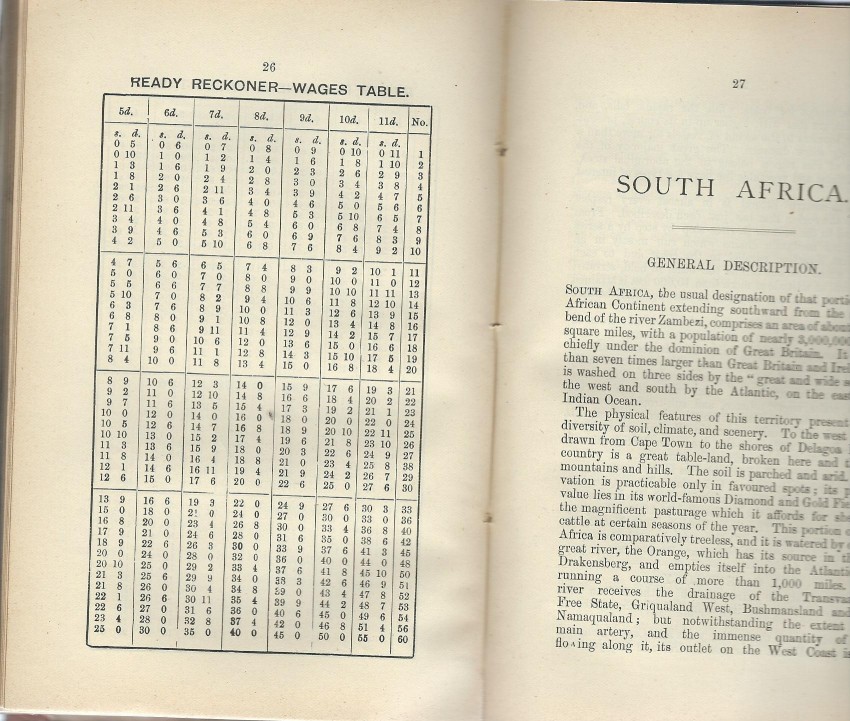 26
READY RECKONER—WAGES TABLE.
5d. 6d. 7d. 8d. 9d. 10d. 11d. No.
s. d. s. d. s. d. s. d. s. d. s. d. s. d.
0 5 0 6 0 7 0 8 0 9 0 10 0 11 1
0 10 1 0 1 2 1 4 1 6 1 8 1 10 2
1 3 1 6 1 9 2 0 2 3 2 6 2 9 3
1 8 2 0 2 4 2 8 3 0 3 4 3 8 4
2 1 2 6 2 11 3 4 3 9 4 2 4 7 5
2 6 3 0 3 6 4 0 4 6 5 0 5 6 6
2 11 3 6 4 1 4 8 5 3 5 10 6 5 7
3 4 4 0 4 8 5 4 6 0 6 8 7 4 8
3 9 4 6 5 3 6 0 6 9 7 6 8 3 9
4 2 5 0 5 10 6 8 7 6 8 4 9 2 10
4 7 5 6 6 5 7 4 8 3 9 2 10 1 11
5 0 6 0 7 0 8 0 9 0 10 0 11 0 12
5 5 6 6 7 7 8 8 9 9 10 10 11 11 13
5 10 7 0 8 2 9 4 10 6 11 8 12 10 14
6 3 7 6 8 9 10 0 11 3 12 6 13 9 15
6 8 8 0 9 1 10 8 12 0 13 4 14 8 16
7 1 8 6 9 11 11 4 12 9 14 2 15 7 17
7 5 9 0 10 6 12 0 13 6 15 0 16 6 18
7 11 9 6 11 1 12 8 14 3 15 10 17 5 19
8 4 10 0 11 8 13 4 15 0 16 8 18 4 20
8 9 10 6 12 3 14 0 15 9 17 6 19 3 21
9 2 11 0 12 10 14 8 16 6 18 4 20 2 22
9 7 11 6 13 5 15 4 17 3 19 2 21 1 23
10 0 12 0 14 0 16 0 18 0 20 0 22 0 24
10 5 12 6 14 7 16 8 18 9 20 10 22 11 25
10 10 13 0 15 2 17 4 19 6 21 8 23 10 26
11 3 13 6 15 9 18 0 20 3 22 6 24 9 27
11 8 14 0 16 4 18 8 21 0 23 4 25 8 38
12 1 14 6 16 11 19 4 21 9 24 2 26 7 29
12 6 15 0 17 6 20 0 22 6 25 0 27 6 30
13 9 16 6 19 3 22 0 24 9 27 6 30 3 33
15 0 18 0 21 0 24 0 27 0 30 0 33 0 36
16 8 20 0 23 4 26 8 30 0 33 4 36 8 40
17 9 21 0 24 6 28 0 31 6 35 0 38 6 42
18 9 22 6 26 3 30 0 33 9 37 6 41 3 45
20 0 24 0 28 0 32 0 36 0 40 0 44 0 48
20 10 25 0 29 2 33 4 37 6 41 8 45 10 50
21 3 25 6 29 9 34 0 38 3 42 6 46 9 51
21 8 26 0 30 4 34 8 39 0 43 4 47 8 52
22 1 26 6 30 11 35 4 39 9 44 2 48 7 53
22 6 27 0 31 6 36 0 40 6 45 0 49 6 54
23 4 28 0 32 8 37 4 42 0 46 8 51 4 56
25 0 30 0 35 0 40 0 45 0 50 0 55 0 60
27
SOUTH AFRICA.
GENERAL DESCRIPTION.
SOUTH AFRICA, the usual designation of that
African Continent extending southward from the
bend of the river Zambezi, comprises an area of about
square miles, with a population of nearly 3,000,000
chiefly under the dominion of Great Britain. It
than seven times larger than Great Britain and
is washed on three sides by the "great and wide
the west and south by the Atlantic, on the
Indian Ocean.
The physical features of this territory present
diversity of soil, climate, and scenery. To the west
drawn from Cape Town to the shores of Delagoa
country is a great table-land, broken here and
mountains and hills. The soil is parched and arid.
vation is practicable only in favoured spots; its
value lies in its world-famous Diamond and Gold
the magnificent pasturage which it affords for
cattle at certain seasons of the year. This portion
Africa is comparatively treeless, and it is watered by
great river, the Orange, which has its source in
Drakensberg, and empties itself into the
running a course of more than 1,000 miles.
river receives the drainage of the
Free State, Griqualand West, Bushmansland
Namaqualand; but notwithstanding the extent
main artery, and the immense quantity of
flowing along it, its outlet on the West Coast